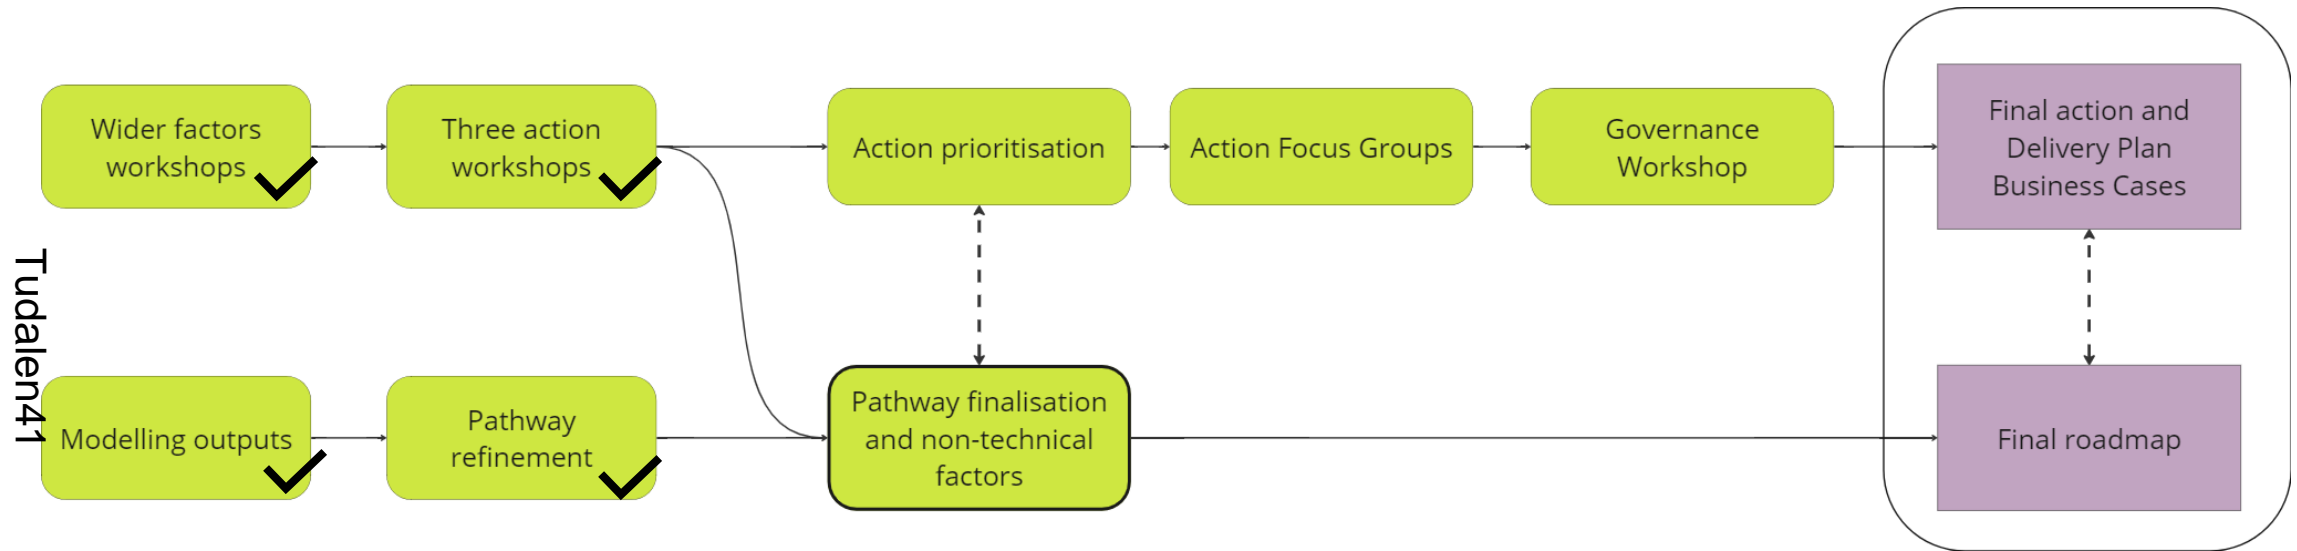 Wider factors
workshops
Three action
workshops
Action prioritisation
Action Focus Groups
Governance
Workshop
Final action and
Delivery Plan
Business Cases
Tudalen41
Modelling outputs
Pathway
refinement
Pathway finalisation
and non-technical
factors
Final roadmap